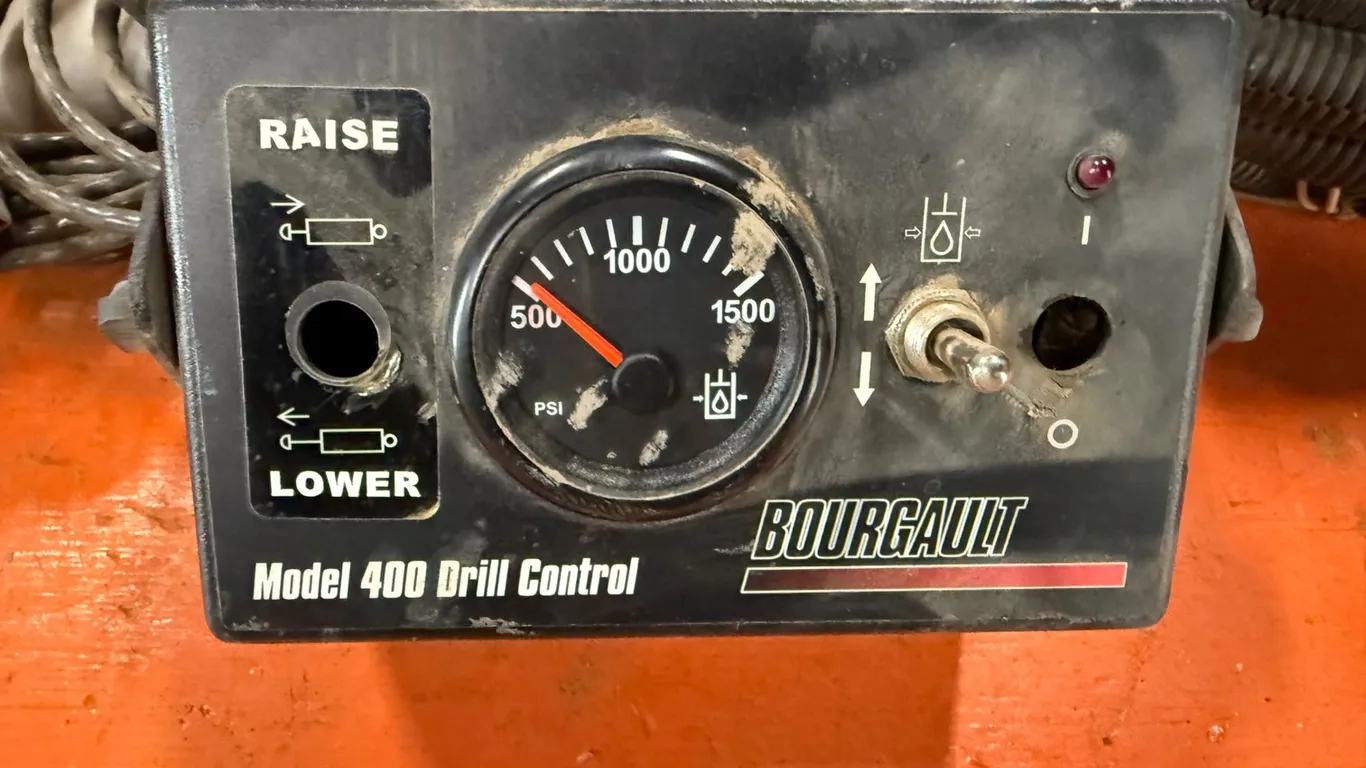 RAISE
1000
500
1500
PSI
I
O
LOWER
BOURGAULT
Model 400 Drill Control